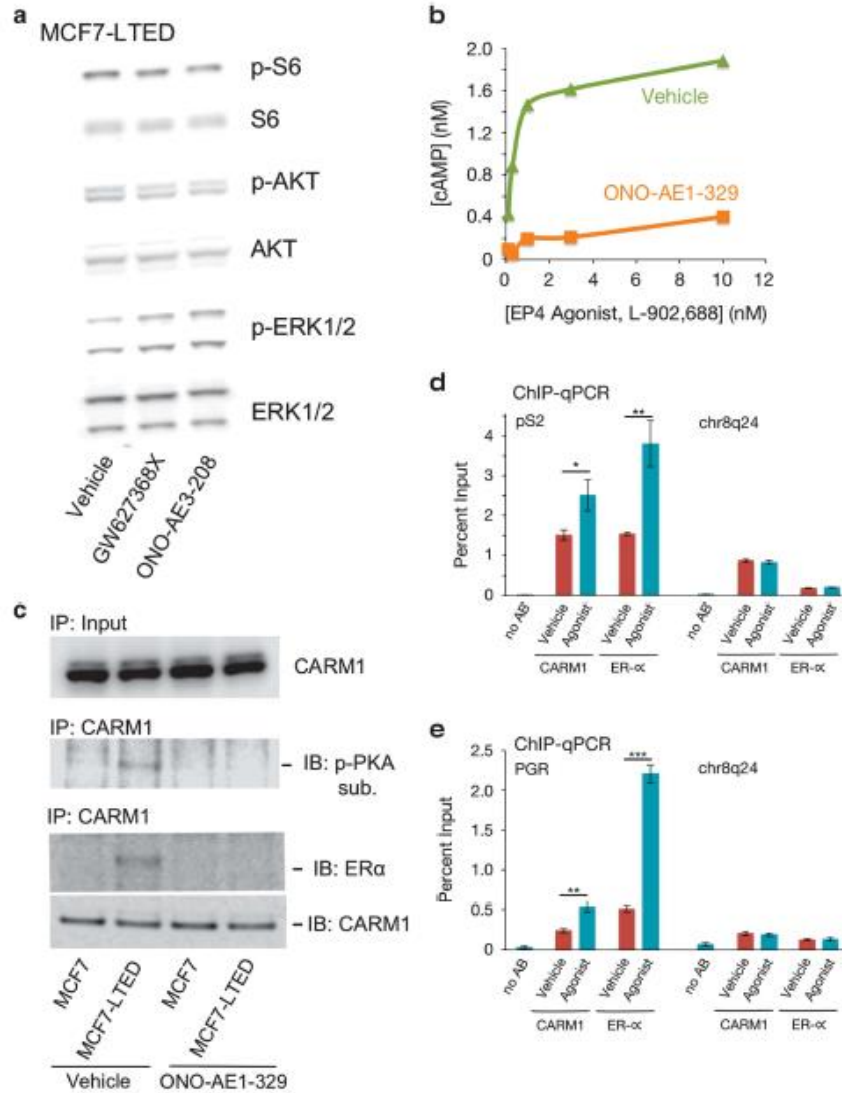 a
MCF7-LTED
p-S6
S6
p-AKT
AKT
p-ERK1/2
ERK1/2
Vehicle
GW627368X
ONO-AE3-208
b
2.0
1.6
1.2
0.8
0.4
0
[cAMP] (nM)
Vehicle
ONO-AE1-329
0 2 4 6 8 10 12
[EP4 Agonist, L-902,688] (nM)
c
IP: Input
CARM1
IP: CARM1
– IB: p-PKA
sub.
IP: CARM1
– IB: ERα
– IB: CARM1
MCF7
MCF7-LTED
MCF7
MCF7-LTED
Vehicle ONO-AE1-329
d
ChIP-qPCR
pS2 chr8q24
** 
*
4
3
2
1
0
Percent Input
no AB Vehicle Agonist Vehicle Agonist no AB Vehicle Agonist Vehicle Agonist
CARM1 ER-∝ CARM1 ER-∝
e
ChIP-qPCR
PGR chr8q24
***
**
2.5
2.0
1.5
1.0
0.5
0
Percent Input
no AB Vehicle Agonist Vehicle Agonist no AB Vehicle Agonist Vehicle Agonist
CARM1 ER-∝ CARM1 ER-∝